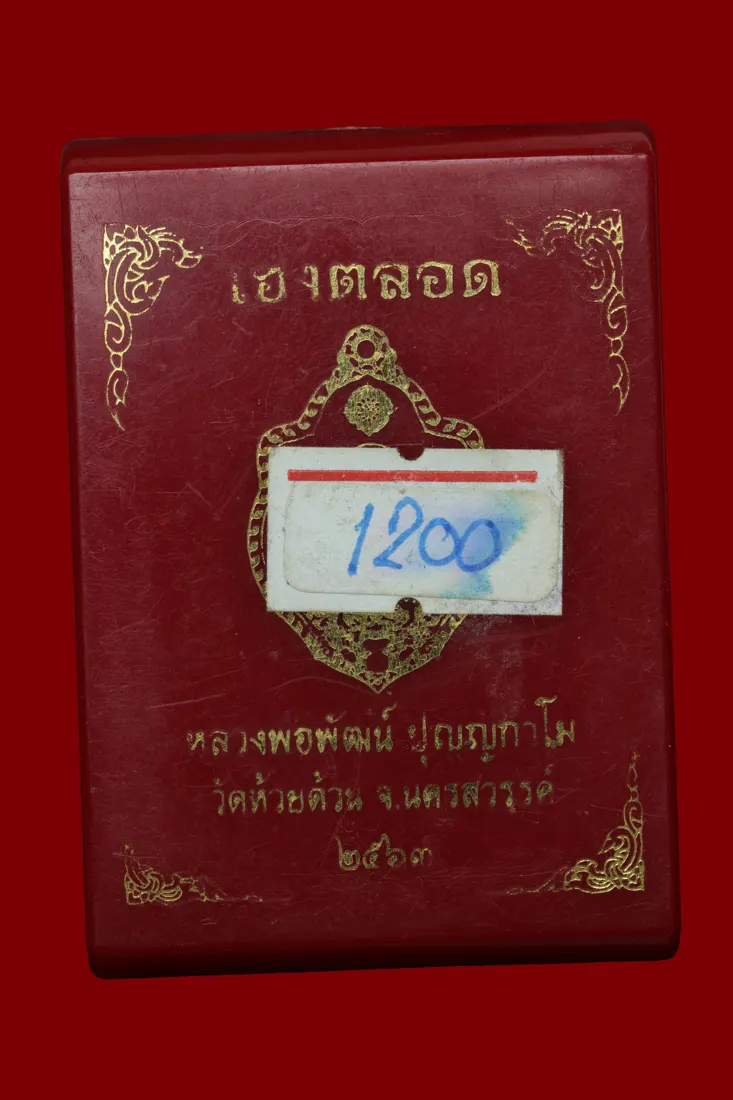 เฮงตลอด
1200
หลวงพ่อพัฒน์ ปุญญกาโม
วัดห้วยด้วน จ.นครสวรรค์
๒๕๖๓